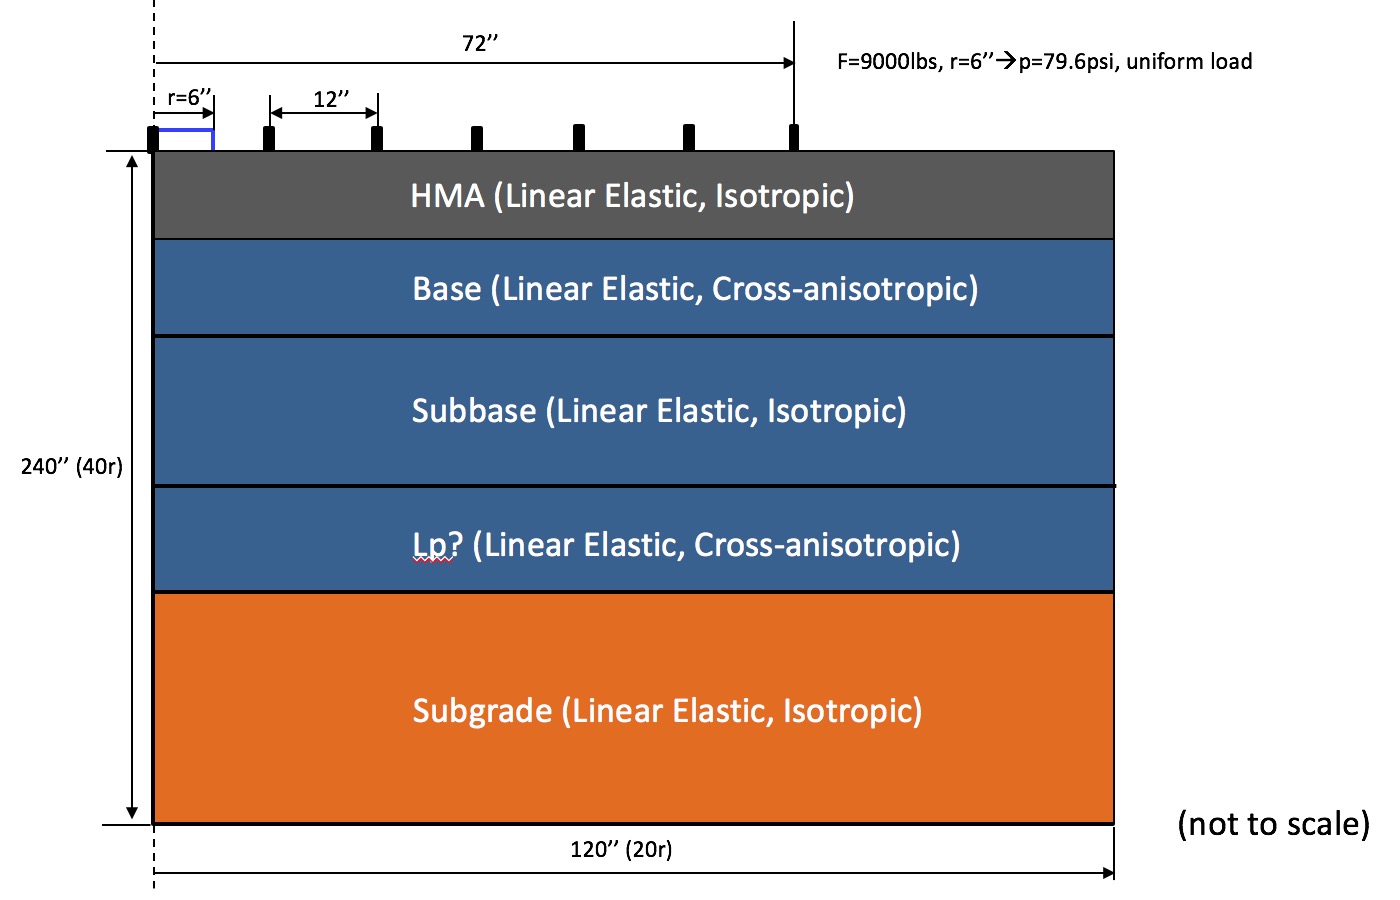 72’’
F=9000lbs, r=6’’→p=79.6psi, uniform load
r=6’’
12’’
HMA (Linear Elastic, Isotropic)
Base (Linear Elastic, Cross-anisotropic)
Subbase (Linear Elastic, Isotropic)
240’’ (40r)
Lp? (Linear Elastic, Cross-anisotropic)
Subgrade (Linear Elastic, Isotropic)
(not to scale)
120’’ (20r)